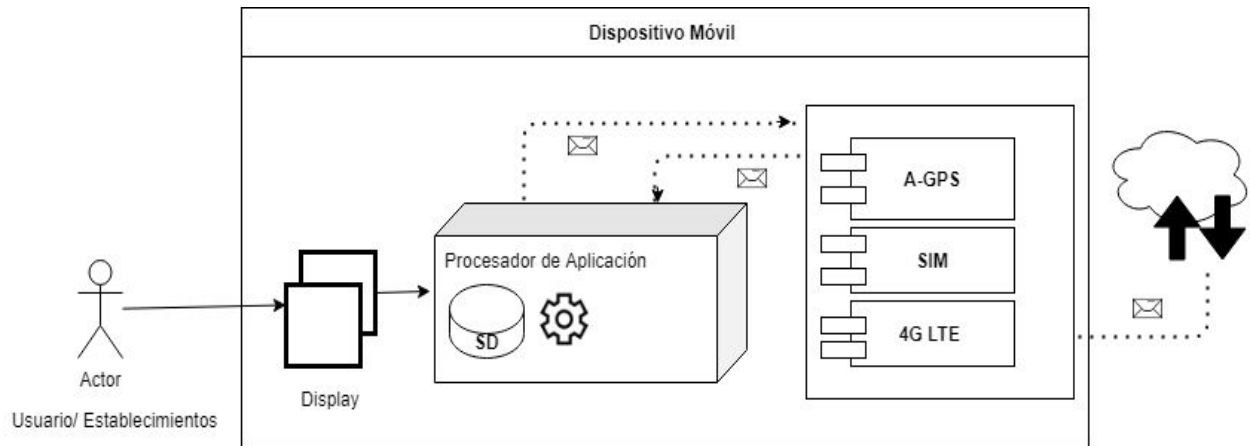 Dispositivo Móvil
A-GPS
SIM
4G LTE
Procesador de Aplicación
SD
Display
Actor
Usuario/ Establecimientos